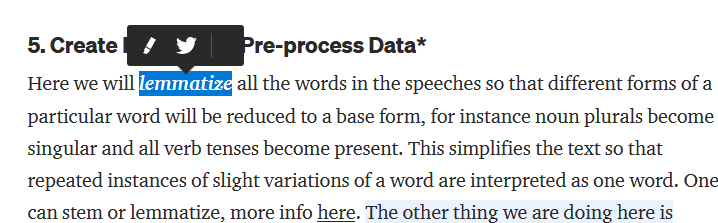 5. Create Pre-process Data*
Here we will lemmatize all the words in the speeches so that different forms of a
particular word will be reduced to a base form, for instance noun plurals become
singular and all verb tenses become present. This simplifies the text so that
repeated instances of slight variations of a word are interpreted as one word. One
can stem or lemmatize, more info here. The other thing we are doing here is